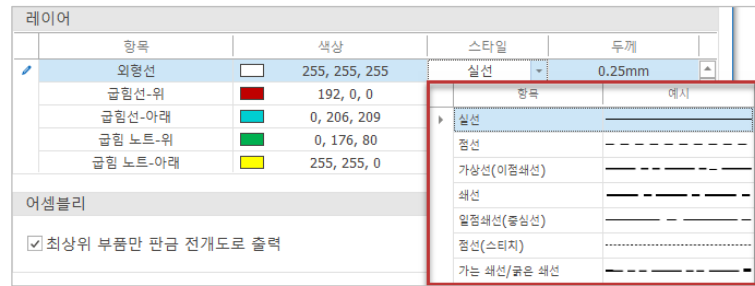 레이어
항목 색상 스타일 두께
외형선 255, 255, 255 실선 0.25mm
굽힘선-위 192, 0, 0
굽힘선-아래 0, 206, 209
굽힘 노트-위 0, 176, 80
굽힘 노트-아래 255, 255, 0
항목 예시
실선
점선
가상선(이점쇄선)
쇄선
일점쇄선(중심선)
점선(스티치)
가는 쇄선/굵은 쇄선
어셈블리
최상위 부품만 판금 전개도로 출력